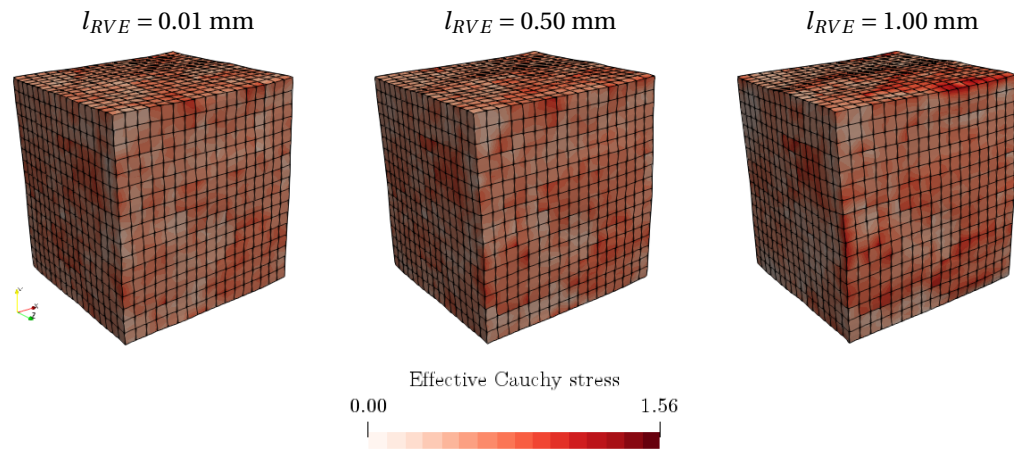 l_RVE = 0.01 mm
l_RVE = 0.50 mm
l_RVE = 1.00 mm
Y
X
Z
Effective Cauchy stress
0.00 1.56